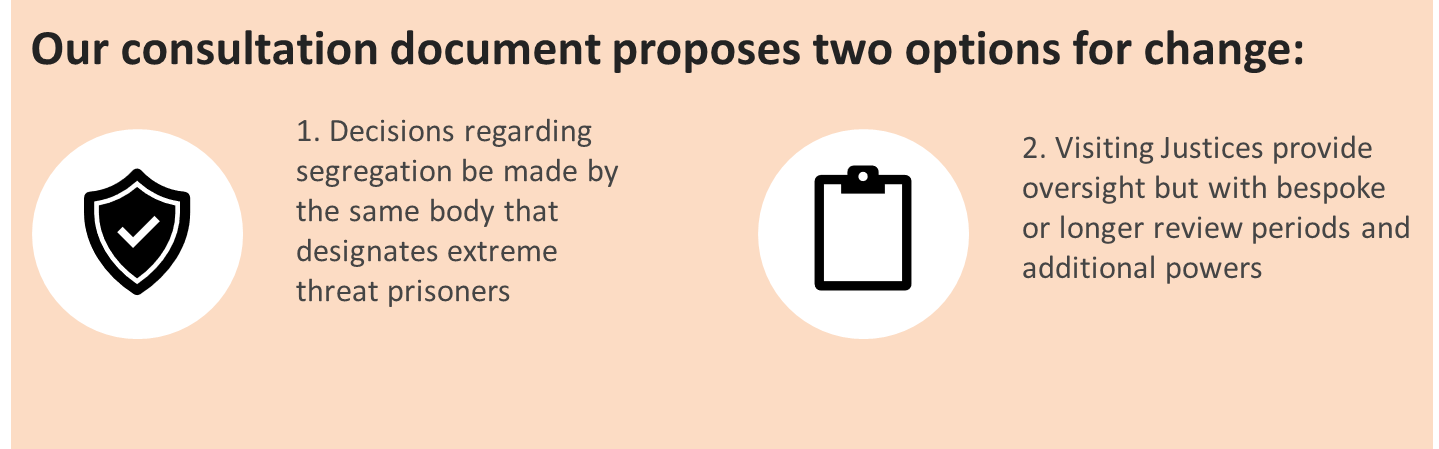 Our consultation document proposes two options for change:
1. Decisions regarding
segregation be made by
the same body that
designates extreme
threat prisoners
2. Visiting Justices provide
oversight but with bespoke
or longer review periods and
additional powers